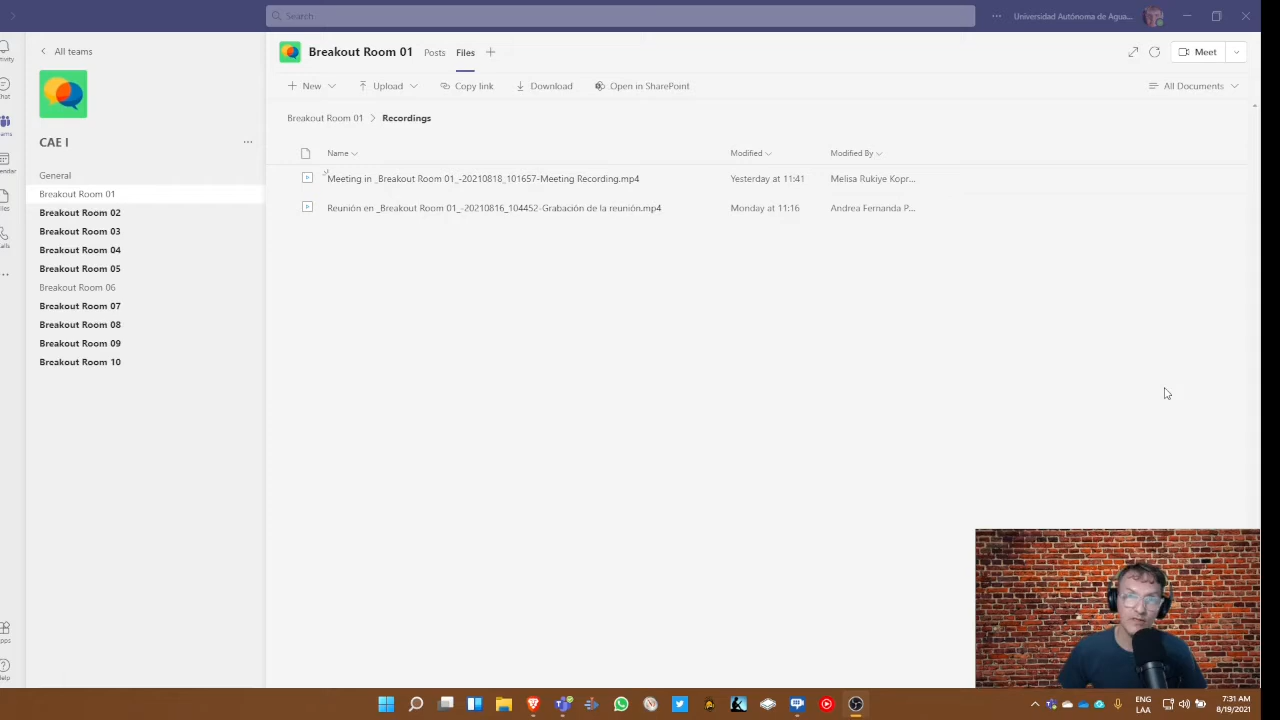 Search
Universidad Autónoma de Agua...
All teams
Breakout Room 01
Posts
Files
Meet
New
Upload
Copy link
Download
Open in SharePoint
All Documents
CAE I
Breakout Room 01
Recordings
General
Breakout Room 01
Breakout Room 02
Breakout Room 03
Breakout Room 04
Breakout Room 05
Breakout Room 06
Breakout Room 07
Breakout Room 08
Breakout Room 09
Breakout Room 10
Name
Modified
Modified By
Meeting in _Breakout Room 01_-20210818_101657-Meeting Recording.mp4
Yesterday at 11:41
Melisa Rukiye Kopr...
Reunión en _Breakout Room 01_-20210816_104452-Grabación de la reunión.mp4
Monday at 11:16
Andrea Fernanda P...
ENG
LAA
7:31 AM
8/19/2021